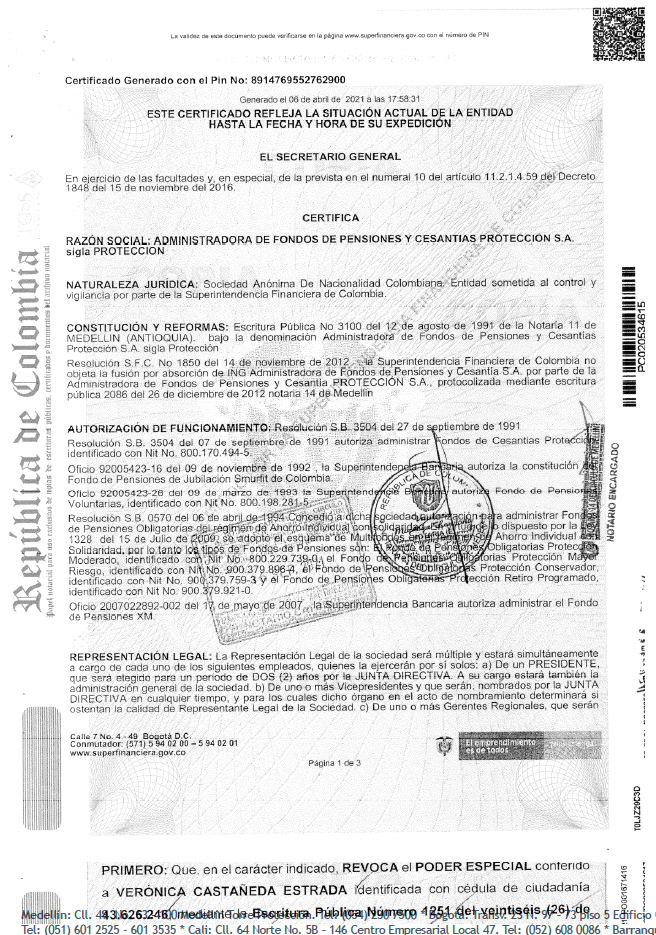 La validez de este documento puede verificarse en la página www.superfinanciera.gov.co con el número de PIN
Certificado Generado con el Pin No: 8914769552762900
Generado el 06 de abril de 2021 a las 17:58:31
ESTE CERTIFICADO REFLEJA LA SITUACIÓN ACTUAL DE LA ENTIDAD
HASTA LA FECHA Y HORA DE SU EXPEDICIÓN
EL SECRETARIO GENERAL
En ejercicio de las facultades y, en especial, de la prevista en el numeral 10 del artículo 11.2.1.4.59 del Decreto
1848 del 15 de noviembre del 2016.
CERTIFICA
RAZÓN SOCIAL: ADMINISTRADORA DE FONDOS DE PENSIONES Y CESANTIAS PROTECCIÓN S.A.
sigla PROTECCION
NATURALEZA JURÍDICA: Sociedad Anónima De Nacionalidad Colombiana. Entidad sometida al control y
vigilancia por parte de la Superintendencia Financiera de Colombia.
CONSTITUCIÓN Y REFORMAS: Escritura Pública No 3100 del 12 de agosto de 1991 de la Notaría 11 de
MEDELLIN (ANTIOQUIA). bajo la denominación Administradora de Fondos de Pensiones y Cesantías
Protección S.A. sigla Protección
Resolución S.F.C. No 1850 del 14 de noviembre de 2012 , la Superintendencia Financiera de Colombia no
objeta la fusión por absorción de ING Administradora de Fondos de Pensiones y Cesantía S.A. por parte de la
Administradora de Fondos de Pensiones y Cesantía PROTECCIÓN S.A., protocolizada mediante escritura
pública 2086 del 26 de diciembre de 2012 notaria 14 de Medellin
AUTORIZACIÓN DE FUNCIONAMIENTO: Resolución S.B. 3504 del 27 de septiembre de 1991
Resolución S.B. 3504 del 07 de septiembre de 1991 autoriza administrar Fondos de Cesantías Protección,
identificado con Nit No. 800.170.494-5.
Oficio 92005423-16 del 09 de noviembre de 1992 , la Superintendencia Bancaria autoriza la constitución de
Fondo de Pensiones de Jubilación Smurfit de Colombia.
Oficio 92005423-26 del 09 de marzo de 1993 la Superintendencia Bancaria autoriza Fondo de Pensiones
Voluntarias, identificado con Nit No. 800.198.281-5.
Resolución S.B. 0570 del 06 de abril de 1994 Concedió a dicha sociedad autorización para administrar Fondos
Pensiones Obligatorias del régimen de Ahorro Individual con solidaridad. En virtud de lo dispuesto por la Ley
1328 del 15 de Julio de 2009, se adoptó el esquema de Multifondos en el régimen de Ahorro Individual con
Solidaridad, por lo tanto los tipos de Fondos de Pensiones son: El Fondo de Pensiones Obligatorias Protección
Moderado, identificado con Nit No. 800.229.739-0, el Fondo de Pensiones Obligatorias Protección Mayor
Riesgo, identificado con Nit No. 900.379.896-4, el Fondo de Pensiones Obligatorias Protección Conservador,
identificado con Nit No. 900.379.759-3 y el Fondo de Pensiones Obligatorias Protección Retiro Programado,
identificado con Nit No. 900.379.921-0.
Oficio 2007022892-002 del 17 de mayo de 2007 , la Superintendencia Bancaria autoriza administrar el Fondo
de Pensiones XM.
REPRESENTACIÓN LEGAL: La Representación Legal de la sociedad será múltiple y estará simultáneamente
a cargo de cada uno de los siguientes empleados, quienes la ejercerán por sí solos: a) De un PRESIDENTE,
que será elegido para un periodo de DOS (2) años por la JUNTA DIRECTIVA. A su cargo estará también la
administración general de la sociedad. b) De uno o más Vicepresidentes y que serán; nombrados por la JUNTA
DIRECTIVA en cualquier tiempo, y para los cuales dicho órgano en el acto de nombramiento determinará si
ostentan la calidad de Representante Legal de la Sociedad. c) De uno o más Gerentes Regionales, que serán
Calle 7 No. 4 - 49 Bogotá D.C.
Conmutador: (571) 5 94 02 00 – 5 94 02 01
www.superfinanciera.gov.co
El emprendimiento
es de todos
Página 1 de 3
República de Colombia
Papel notarial para uso exclusivo de copias de escrituras públicas, certificados y documentos del archivo notarial
PC020534615
NOTARIO ENCARGADO
REPÚBLICA DE COLOM
T0LJZ29C3D
PRIMERO: Que, en el carácter indicado, REVOCA el PODER ESPECIAL conferido
a VERÓNICA CASTAÑEDA ESTRADA identificada con cédula de ciudadanía
43.626.246, mediante la Escritura Pública Número 1251 del veintiséis (26) de
Tel: (051) 601 2525 - 601 3535 * Cali: Cll. 64 Norte No. 5B - 146 Centro Empresarial Local 47. Tel: (052) 608 0086 * Barranq